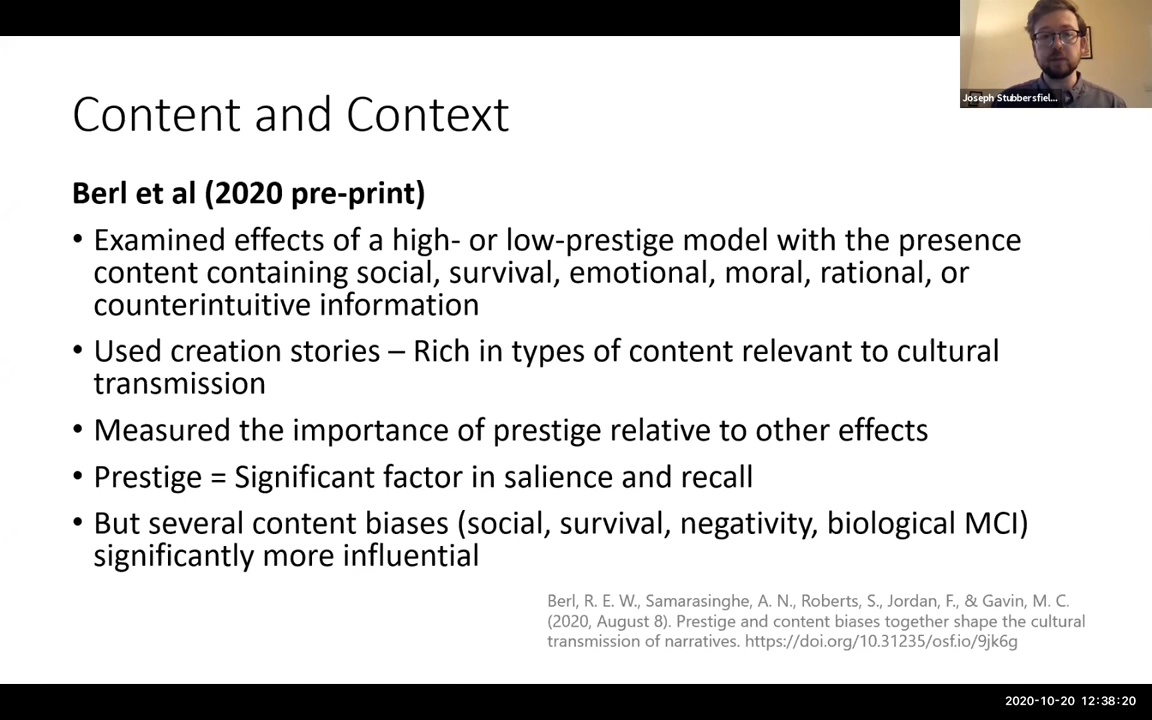 Joseph Stubbersfiel...
Content and Context
Berl et al (2020 pre-print)
• Examined effects of a high- or low-prestige model with the presence
content containing social, survival, emotional, moral, rational, or
counterintuitive information
• Used creation stories – Rich in types of content relevant to cultural
transmission
• Measured the importance of prestige relative to other effects
• Prestige = Significant factor in salience and recall
• But several content biases (social, survival, negativity, biological MCI)
significantly more influential
Berl, R. E. W., Samarasinghe, A. N., Roberts, S., Jordan, F., & Gavin, M. C.
(2020, August 8). Prestige and content biases together shape the cultural
transmission of narratives. https://doi.org/10.31235/osf.io/9jk6g
2020-10-20 12:38:20